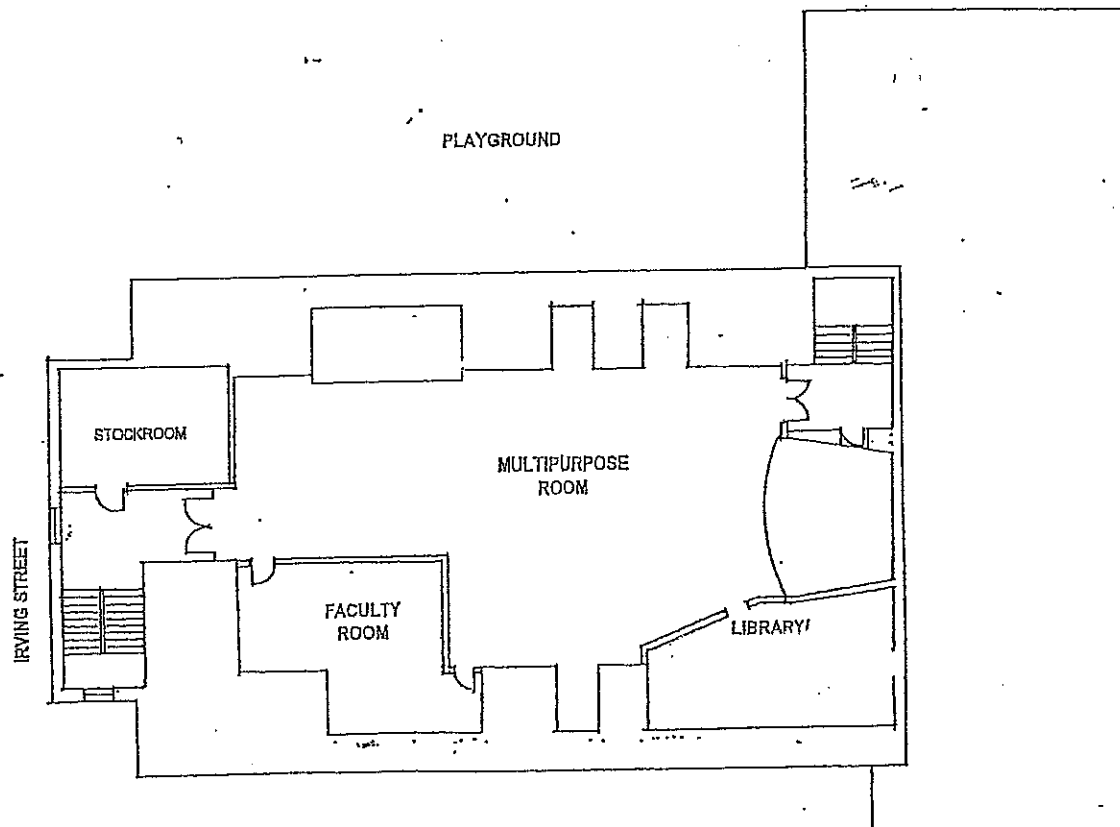 PLAYGROUND
STOCKROOM
MULTIPURPOSE
ROOM
IRVING STREET
FACULTY
ROOM
LIBRARY/